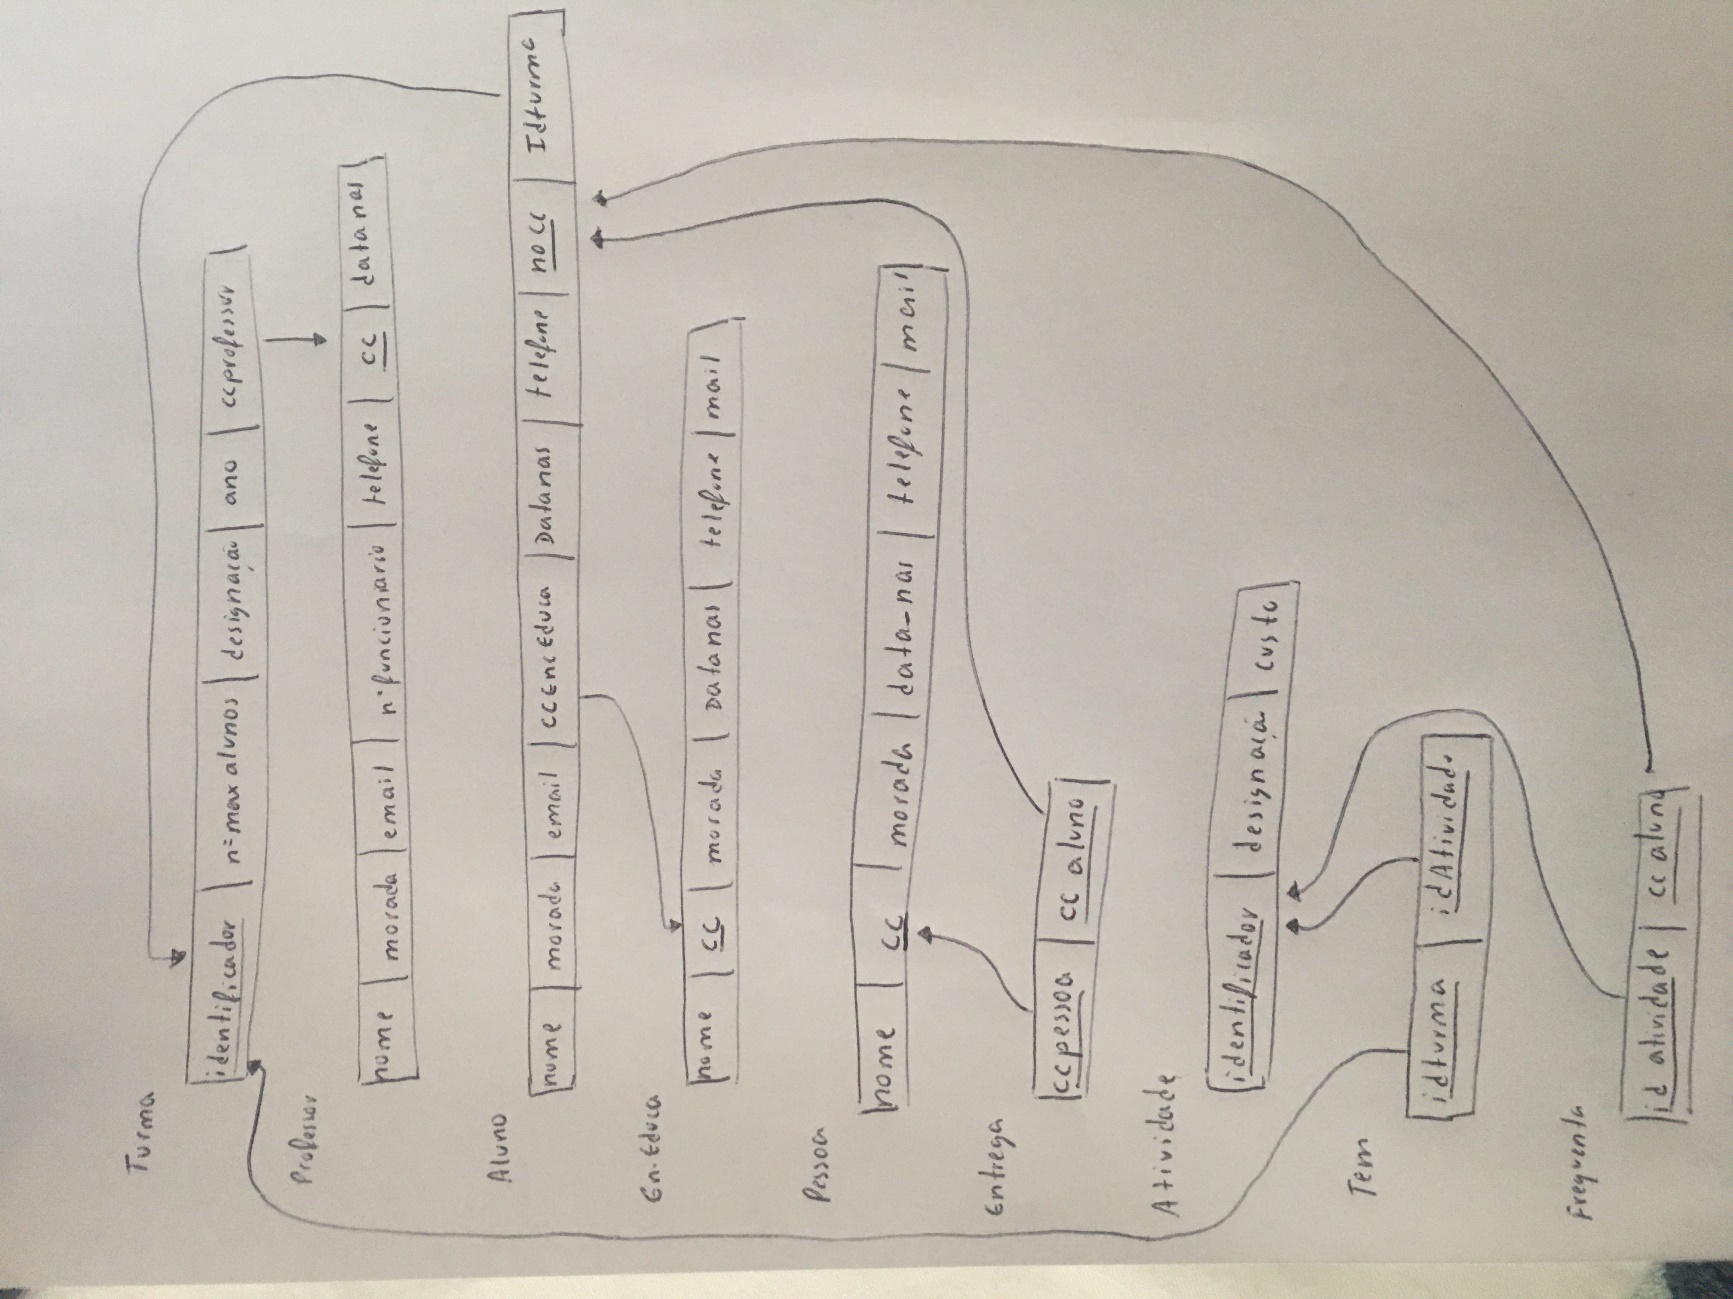 Turma
identificador | nº max alunos | designação | ano | ccprofessor
Professor
nome | morada | email | nº funcionario | telefone | cc | datanas
Aluno
nome | morada | email | CCEncEduca | Datanas | telefone | no cc | Idturma
En.Educa
nome | cc | morada | Datanas | telefone | mail
Pessoa
nome | cc | morada | data_nas | telefone | mail
Entrega
ccpessoa | cc aluno
Atividade
identificador | designação | custo
Tem
idturma | idAtividade
Frequenta
id atividade | cc aluno